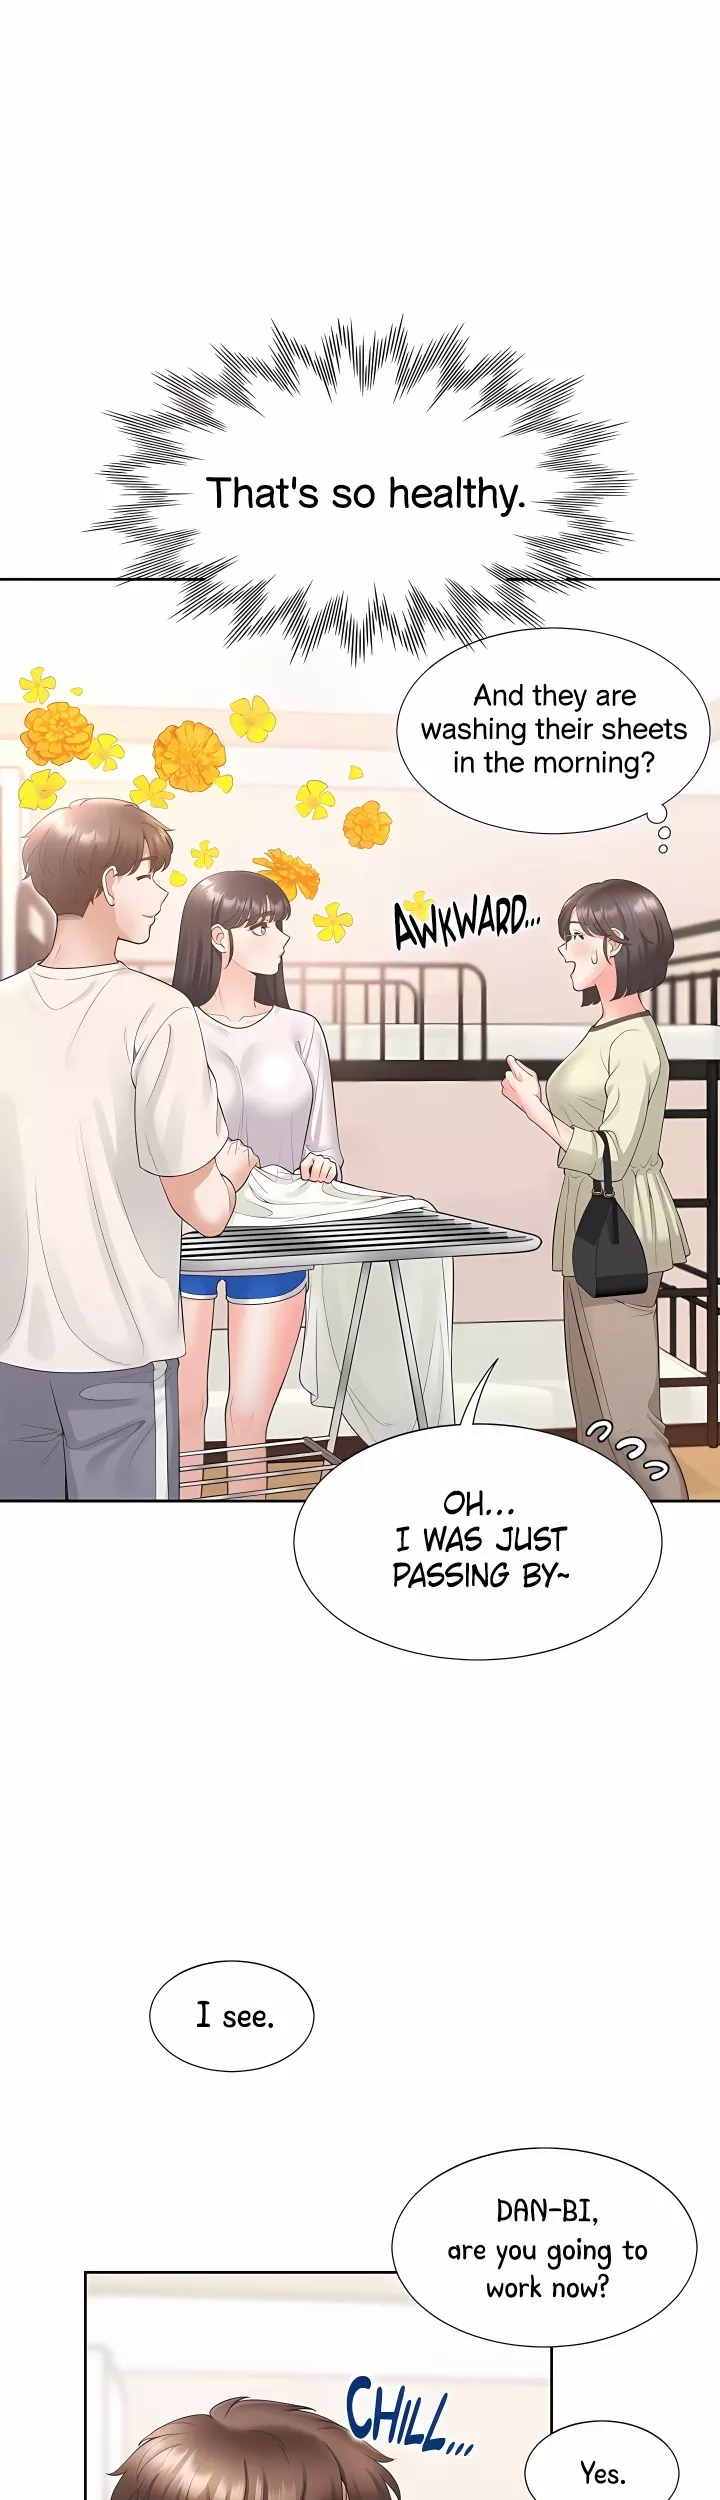 That's so healthy.
And they are
washing their sheets
in the morning?
AWKWARD...
OH...
I WAS JUST
PASSING BY~
I see.
DAN-BI,
are you going to
work now?
CHILL...
Yes.